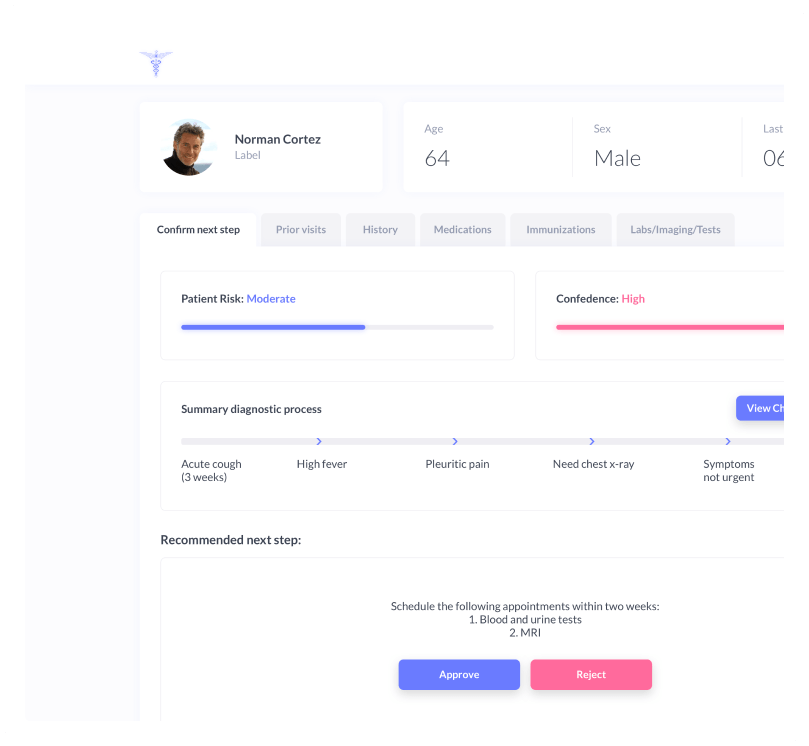 Norman Cortez
Label
Age
64
Sex
Male
Last
06
Confirm next step
Prior visits
History
Medications
Immunizations
Labs/Imaging/Tests
Patient Risk: Moderate
Confedence: High
Summary diagnostic process
View Ch
Acute cough
(3 weeks)
High fever
Pleuritic pain
Need chest x-ray
Symptoms
not urgent
Recommended next step:
Schedule the following appointments within two weeks:
1. Blood and urine tests
2. MRI
Approve
Reject